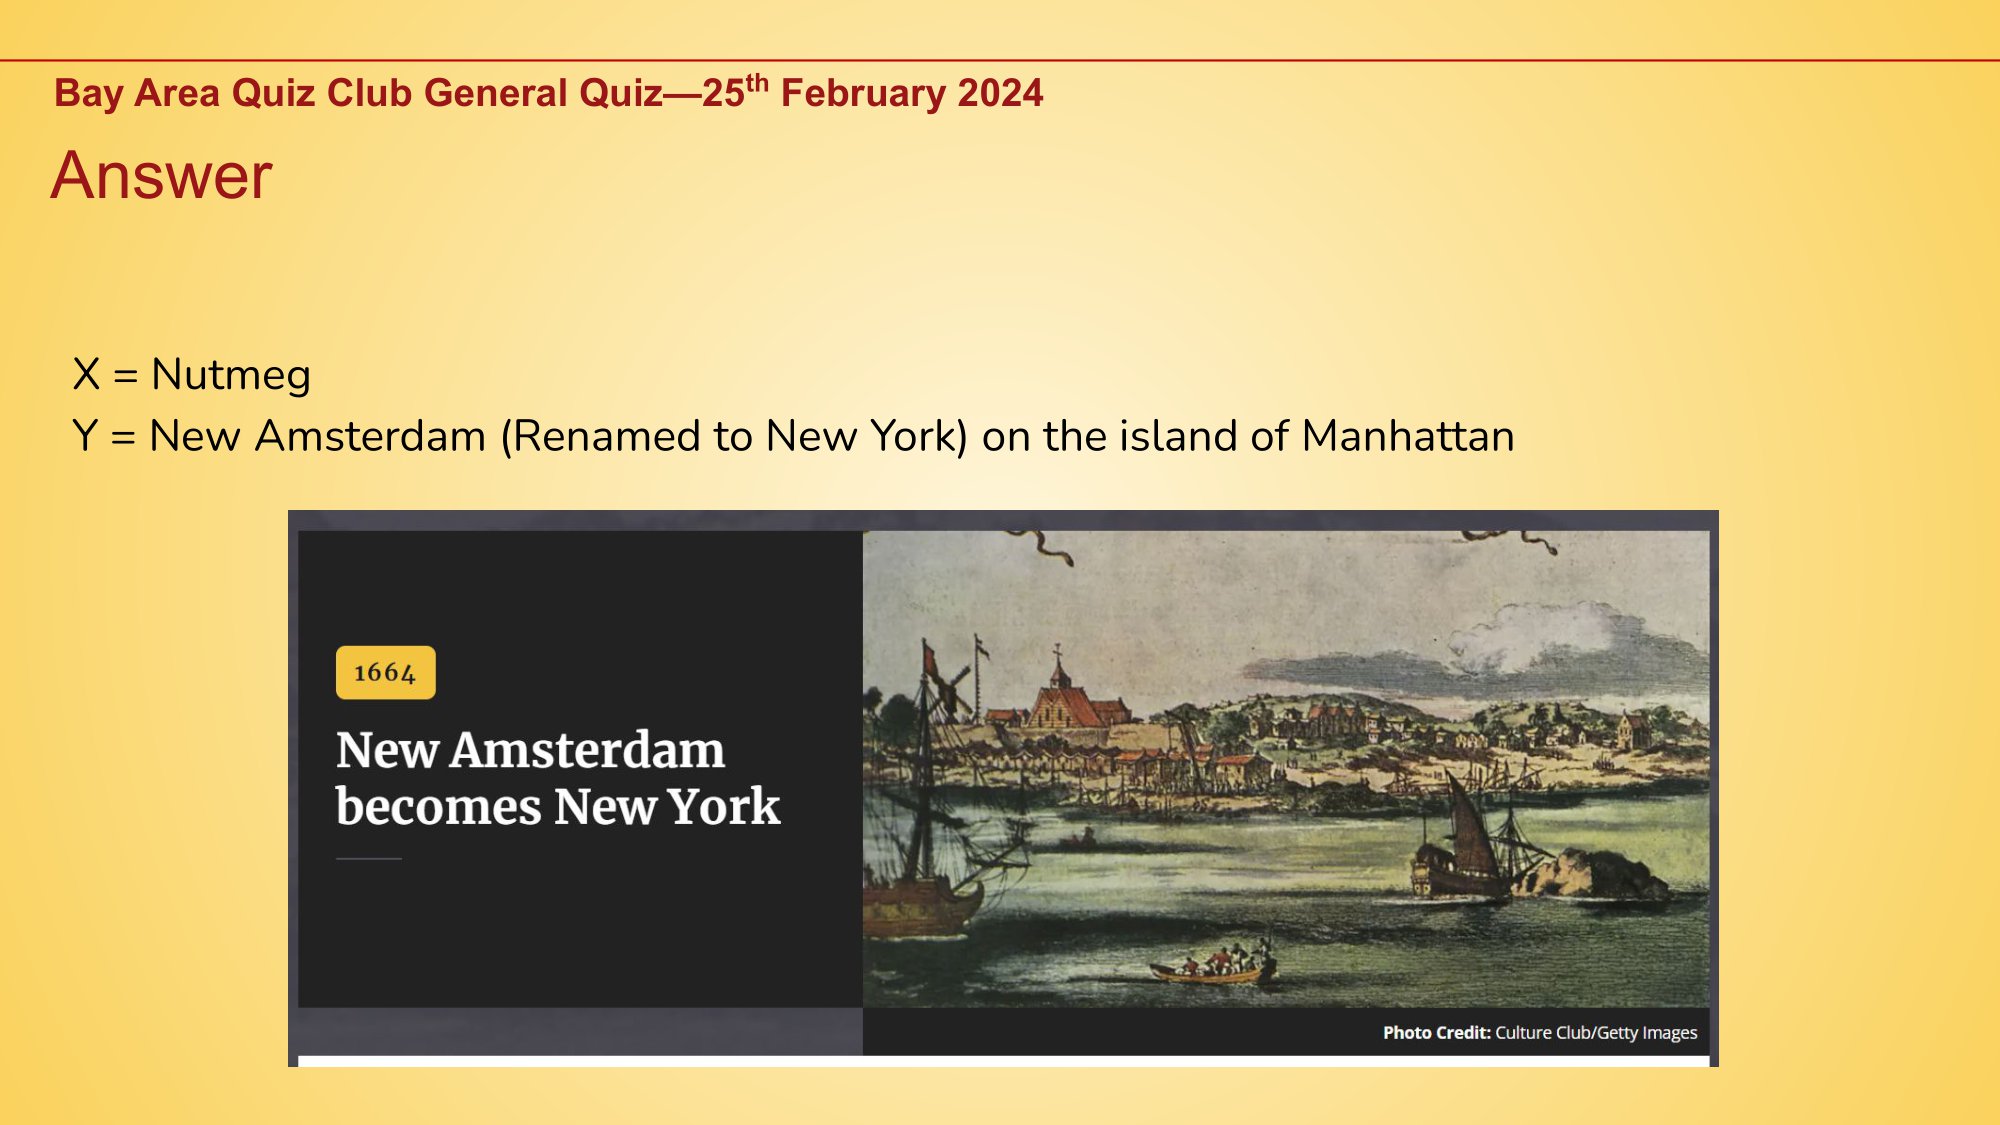 Bay Area Quiz Club General Quiz—25th February 2024
Answer
X = Nutmeg
Y = New Amsterdam (Renamed to New York) on the island of Manhattan
1664
New Amsterdam
becomes New York
Photo Credit: Culture Club/Getty Images